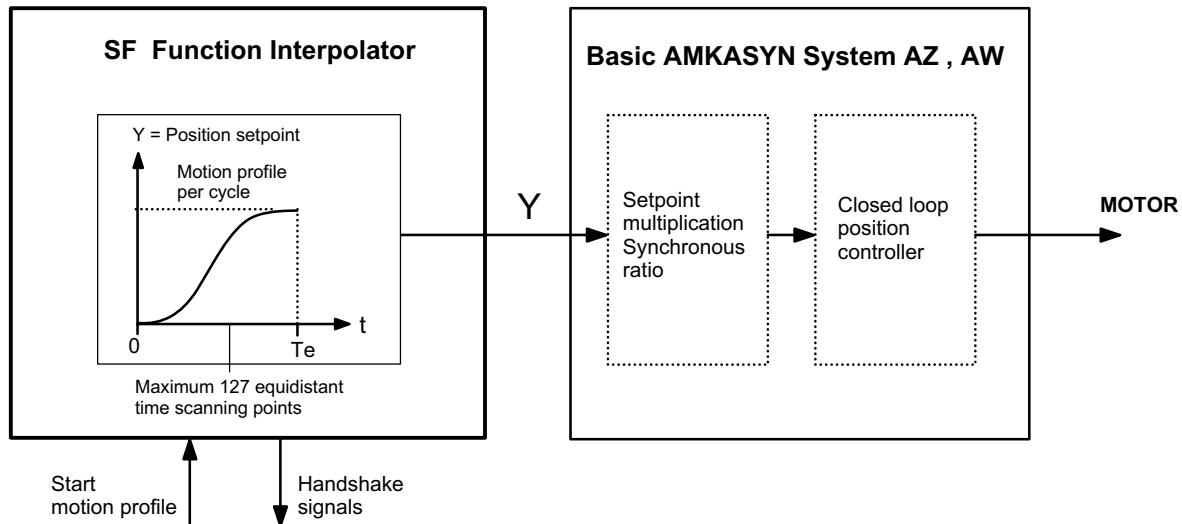 SF Function Interpolator
Y = Position setpoint
Motion profile
per cycle
t
0
Te
Maximum 127 equidistant
time scanning points
Start
motion profile
Handshake
signals
Y
Basic AMKASYN System AZ , AW
Setpoint
multiplication
Synchronous
ratio
Closed loop
position
controller
MOTOR